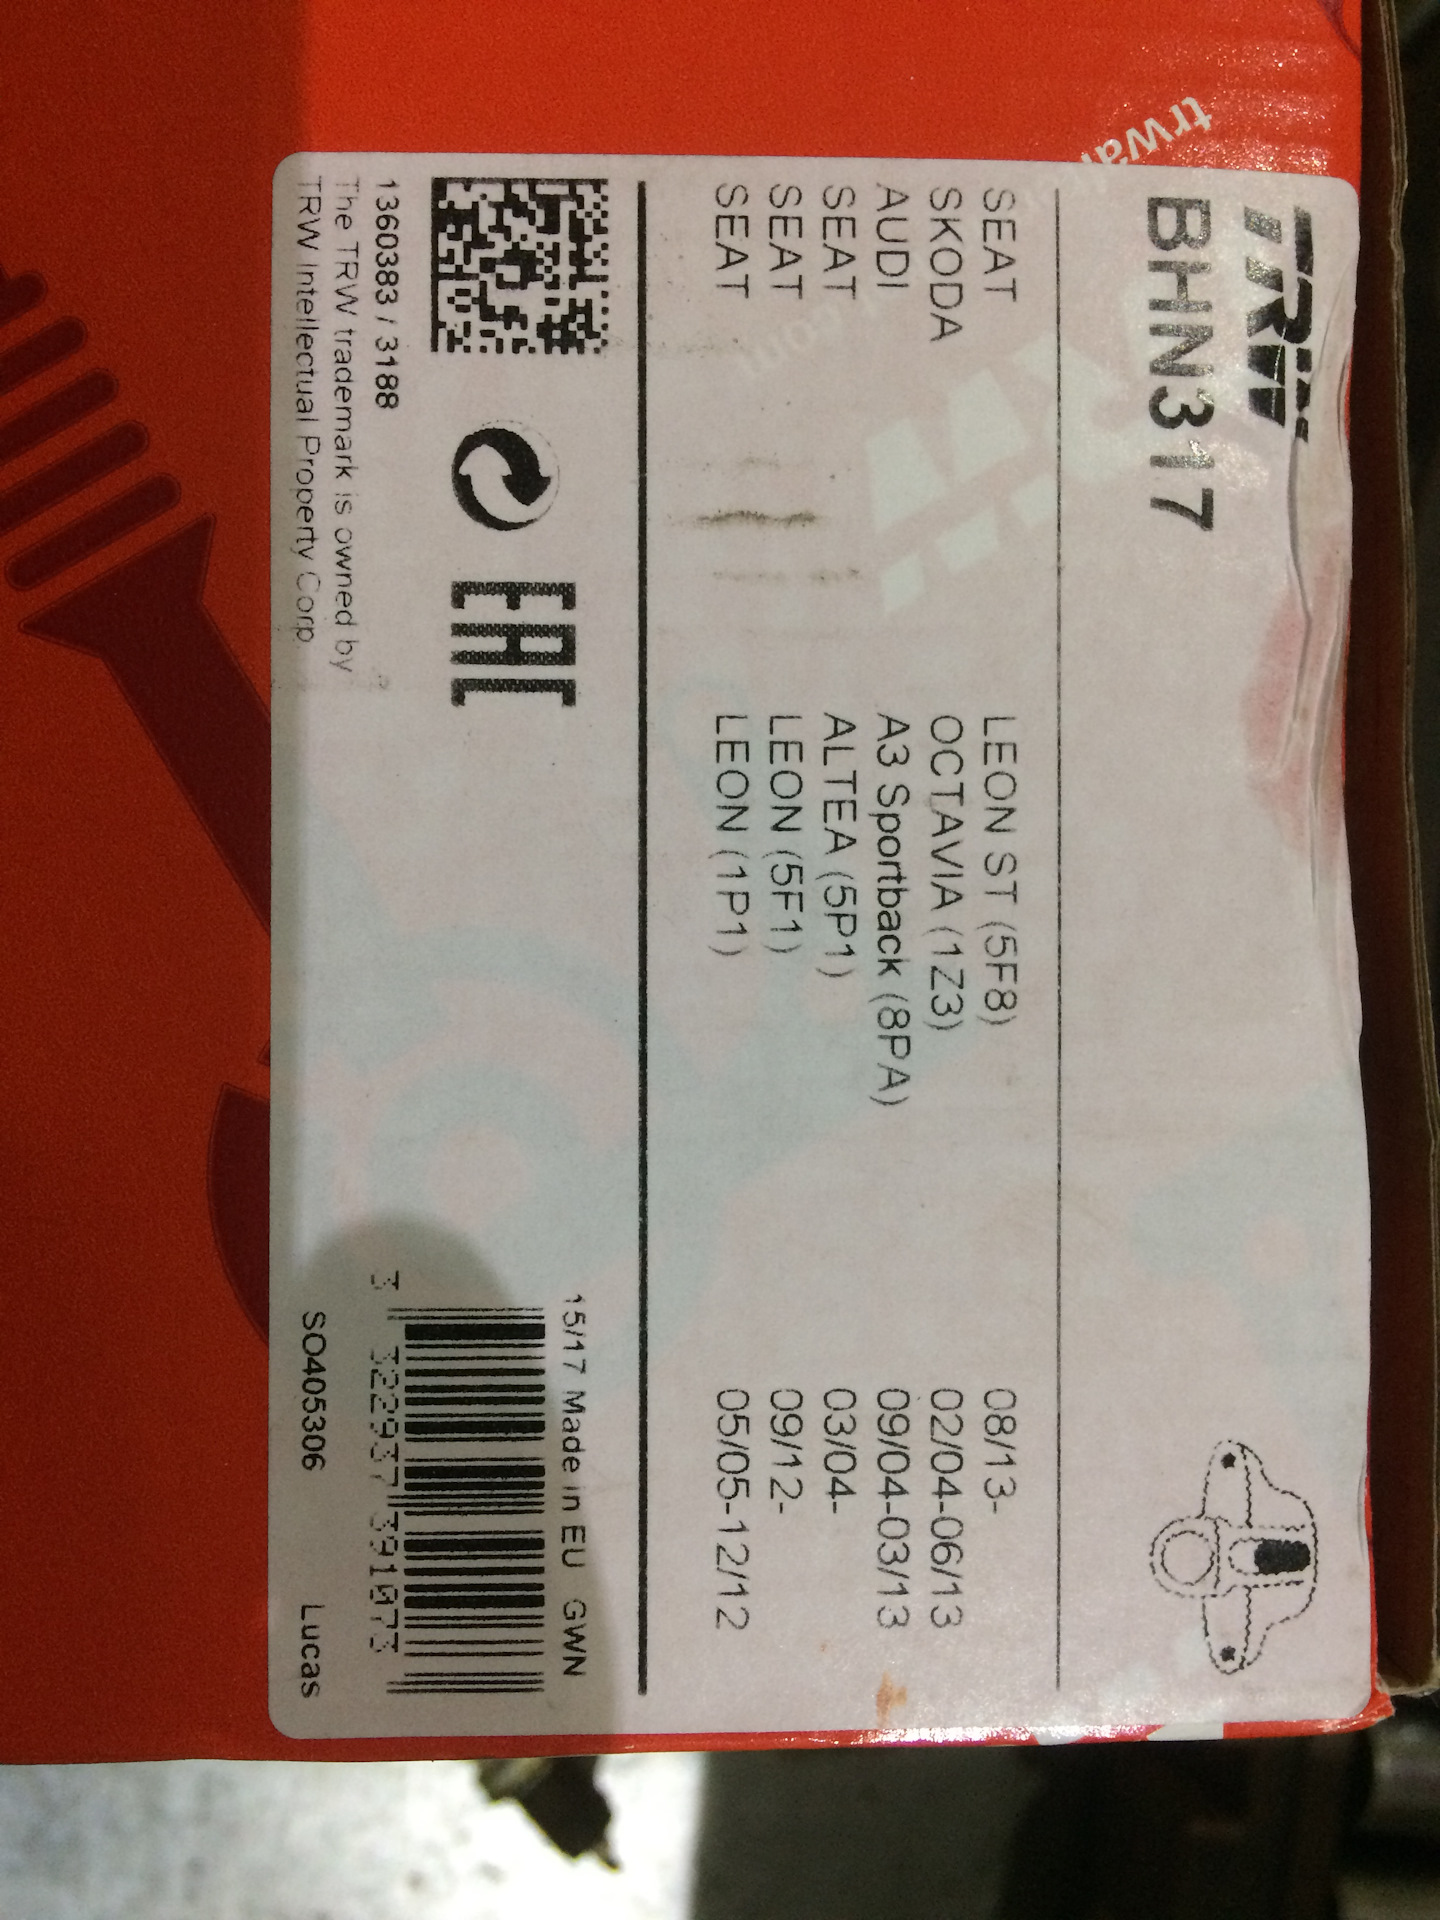 trwa
TRW
BHN317
SEAT LEON ST (5F8) 08/13-
SKODA OCTAVIA (1Z3) 02/04-06/13
AUDI A3 Sportback (8PA) 09/04-03/13
SEAT ALTEA (5P1) 03/04-
SEAT LEON (5F1) 09/12-
SEAT LEON (1P1) 05/05-12/12
.com
EAC
15/17 Made in EU GWN
3 322937 391073
1360383 / 3188
The TRW trademark is owned by
TRW Intellectual Property Corp.
SO405306 Lucas